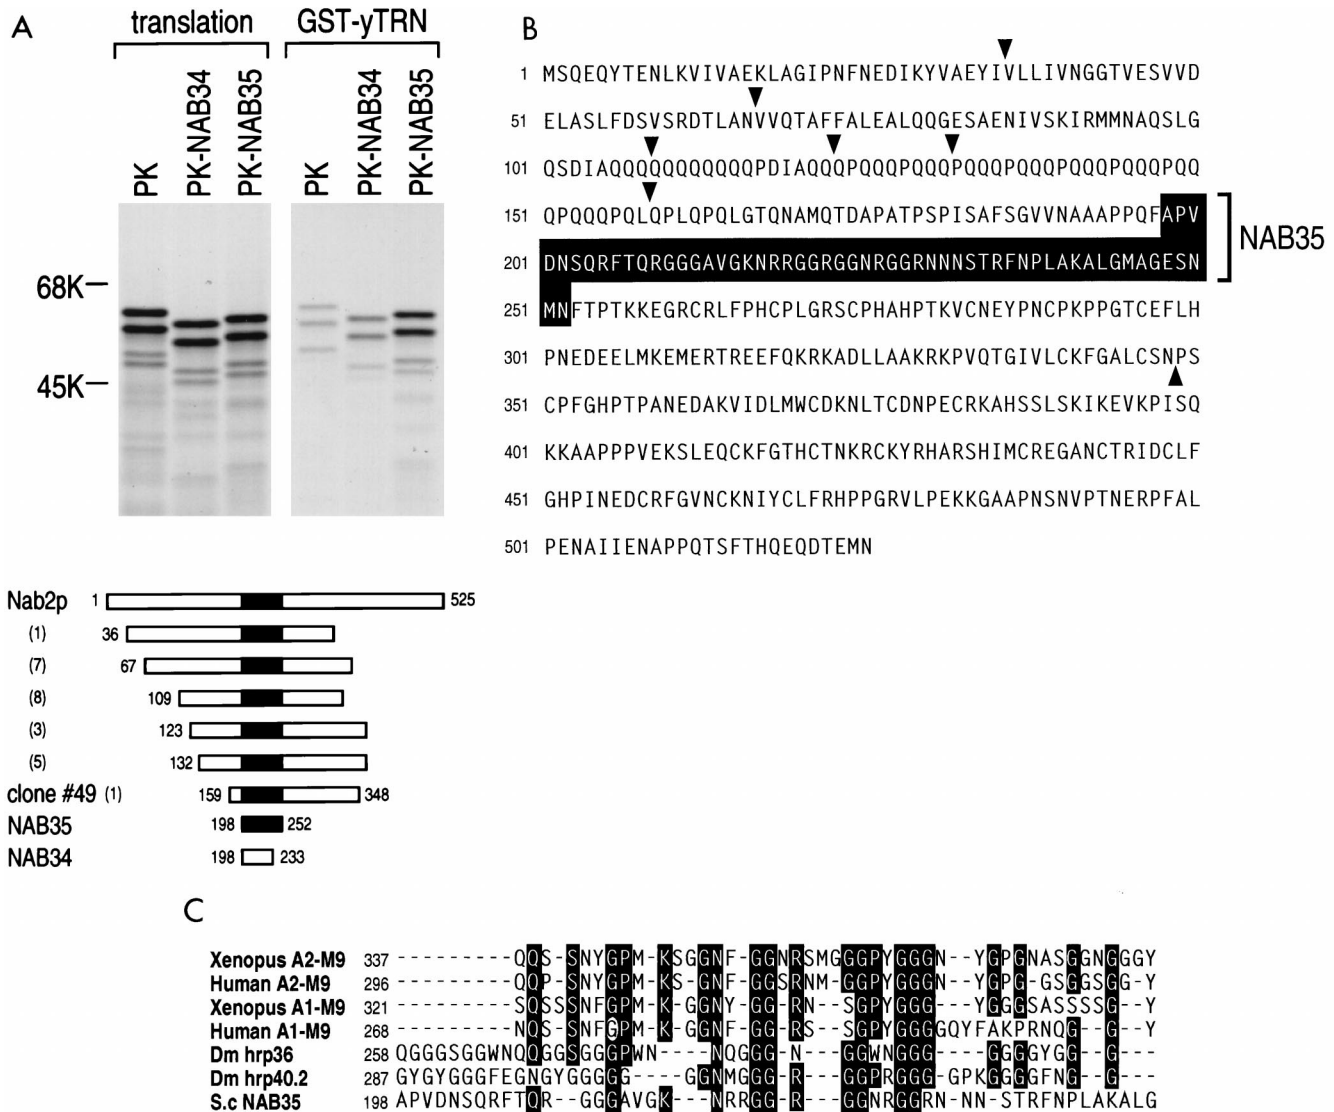 A
translation GST-yTRN
PK PK-NAB34 PK-NAB35 PK PK-NAB34 PK-NAB35
68K
45K
Nab2p 1 525
(1) 36
(7) 67
(8) 109
(3) 123
(5) 132
clone #49 (1) 159 348
NAB35 198 252
NAB34 198 233
B
1 MSQEQYTENLKVIVAEKLAGIPNFNEDIKYVAEYIVLLIVNGGTVESVVD
51 ELASLFDSVSRDTLANVVQTAFFALEALQQGESAENIVSKIRMMNAQSLG
101 QSDIAQQQQQQQQQQQPDIAQQQPQQQPQQQPQQQPQQQPQQQPQQQPQQ
151 QPQQQPQLQPLQPQLGTQNAMQTDAPATPSPISAFSGVVNAAAPPQFAPV
201 DNSQRFTQRGGGAVGKNRRGGRGGNRGGRNNNSTRFNPLAKALGMAGESN
251 MNFTPTKKEGRCRLFPHCPLGRSCPHAHPTKVCNEYPNCPKPPGTCEFLH
301 PNEDEELMKEMERTREEFQKRKADLLAAKRKPVQTGIVLCKFGALCSNPS
351 CPFGHPTPANEDAKVIDLMWCDKNLTCDNPECRKAHSSLSKIKEVKPISQ
401 KKAAPPPVEKSLEQCKFGTHCTNKRCKYRHARSHIMCREGANCTRIDCLF
451 GHPINEDCRFGVNCKNIYCLFRHPPGRVLPEKKGAAPNSNVPTNERPFAL
501 PENAIIENAPPQTSFTHQEQDTEMN
NAB35
C
Xenopus A2-M9 337 ---------QQS-SNYGPM-KSGGNF-GGNRSMGGGPYGGGN--YGPGNASGGNGGGY
Human A2-M9 296 ---------QQP-SNYGPM-KS-GNF-GGSRNM-GGPYGGGN--YGPG-GSGGSGG-Y
Xenopus A1-M9 321 ---------SQSSSNFGPM-K-GGNY-GG-RN--SGPYGGG---YGGGSASSSSG--Y
Human A1-M9 268 ---------NQS-SNFGPM-K-GGNF-GG-RS--SGPYGGGGQYFAKPRNQG--G--Y
Dm hrp36 258 QGGGSGGWNQQGGSGGGPWN----NQGGG-N---GGWNGGG----GGGGYGG--G---
Dm hrp40.2 287 GYGYGGGFEGNGYGGGGG----GGNMGGG-R---GGPRGGG-GPKGGGGFNG--G---
S.c NAB35 198 APVDNSQRFTQR--GGGAVGK--NRRGG-R---GGNRGGRN-NN-STRFNPLAKALG